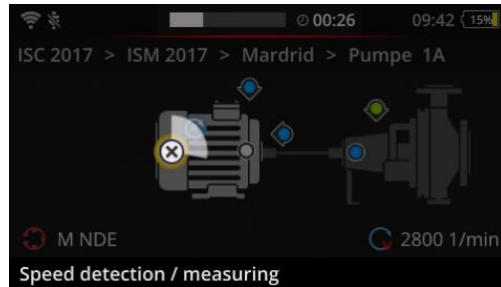 00:26 09:42 15%
ISC 2017 > ISM 2017 > Mardrid > Pumpe 1A
M NDE 2800 1/min
Speed detection / measuring